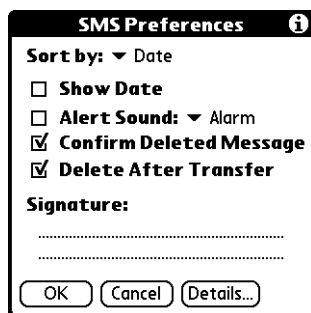 SMS Preferences
Sort by: Date
Show Date
Alert Sound: Alarm
Confirm Deleted Message
Delete After Transfer
Signature:
OK Cancel Details...